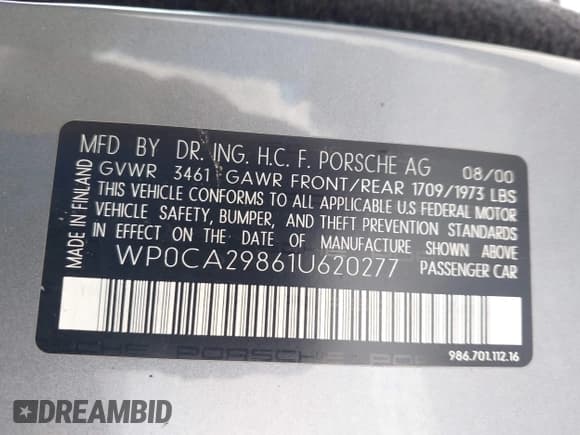 MFD BY DR. ING. H.C. F. PORSCHE AG 08/00
GVWR 3461 GAWR FRONT/REAR 1709/1973 LBS
THIS VEHICLE CONFORMS TO ALL APPLICABLE U.S FEDERAL MOTOR
VEHICLE SAFETY, BUMPER, AND THEFT PREVENTION STANDARDS
IN EFFECT ON THE DATE OF MANUFACTURE SHOWN ABOVE
WP0CA29861U620277 PASSENGER CAR
MADE IN FINLAND
PORSCHE
986.701.112.16
DREAMBID